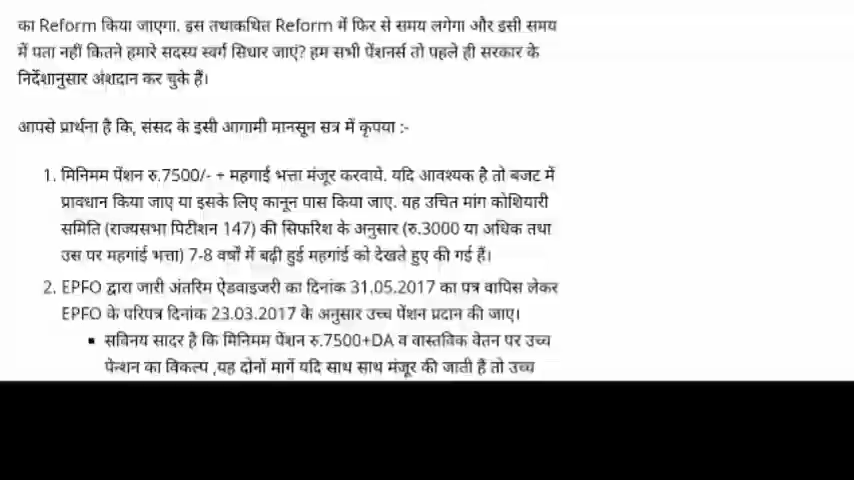 का Reform किया जाएगा. इस तथाकथित Reform में फिर से समय लगेगा और इसी समय
में पता नहीं कितने हमारे सदस्य स्वर्ग सिधार जाएं? हम सभी पेंशनर्स तो पहले ही सरकार के
निर्देशानुसार अंशदान कर चुके हैं।
आपसे प्रार्थना है कि, संसद के इसी आगामी मानसून सत्र में कृपया :-
1. मिनिमम पेंशन रु.7500/- + महगाई भत्ता मंजूर करवाये. यदि आवश्यक है तो बजट में
प्रावधान किया जाए या इसके लिए कानून पास किया जाए. यह उचित मांग कोशियारी
समिति (राज्यसभा पिटीशन 147) की सिफरिश के अनुसार (रु.3000 या अधिक तथा
उस पर महगांई भत्ता) 7-8 वर्षों में बढ़ी हुई महगांई को देखते हुए की गई हैं।
2. EPFO द्वारा जारी अंतरिम ऐडवाइजरी का दिनांक 31.05.2017 का पत्र वापिस लेकर
EPFO के परिपत्र दिनांक 23.03.2017 के अनुसार उच्च पेंशन प्रदान की जाए।
▪ सविनय सादर है कि मिनिमम पेंशन रु.7500+DA व वास्तविक वेतन पर उच्च
पेन्शन का विकल्प ,यह दोनों मागें यदि साथ साथ मंजूर की जाती हैं तो उच्च